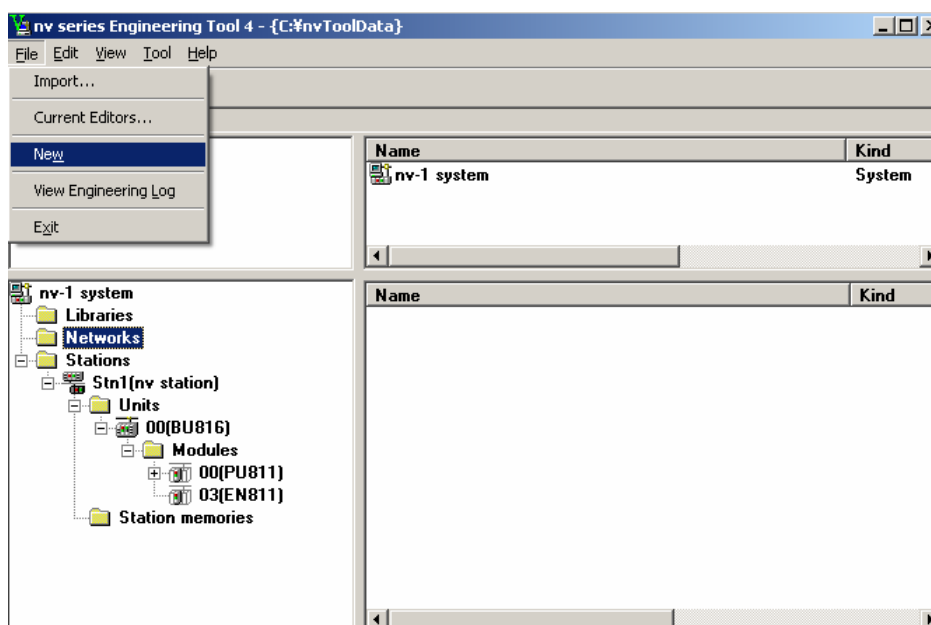 nv series Engineering Tool 4 - {C:¥nvToolData}
File Edit View Tool Help
Import...
Current Editors...
New
View Engineering Log
Exit
Name Kind
nv-1 system System
nv-1 system
Libraries
Networks
Stations
Stn1(nv station)
Units
00(BU816)
Modules
00(PU811)
03(EN811)
Station memories
Name Kind